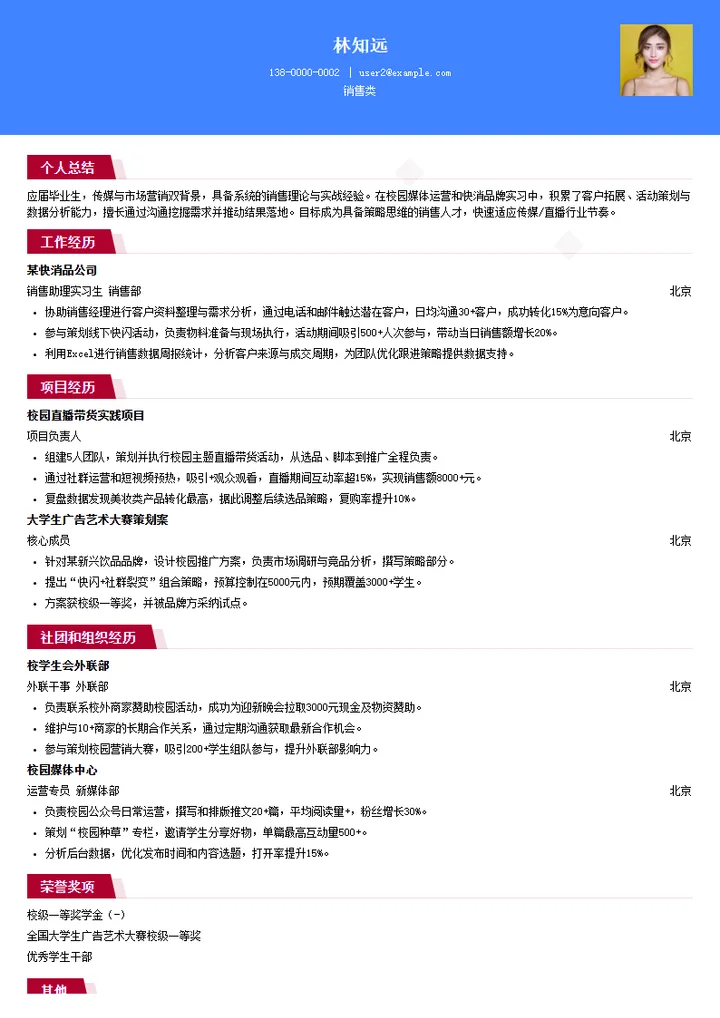 林知远
138-0000-0002 | user2@example.com
销售类
个人总结
应届毕业生，传媒与市场营销双背景，具备系统的销售理论与实战经验。在校园媒体运营和快消品牌实习中，积累了客户拓展、活动策划与
数据分析能力，擅长通过沟通挖掘需求并推动结果落地。目标成为具备策略思维的销售人才，快速适应传媒/直播行业节奏。
工作经历
某快消品公司
销售助理实习生 销售部 北京
• 协助销售经理进行客户资料整理与需求分析，通过电话和邮件触达潜在客户，日均沟通30+客户，成功转化15%为意向客户。
• 参与策划线下快闪活动，负责物料准备与现场执行，活动期间吸引500+人次参与，带动当日销售额增长20%。
• 利用Excel进行销售数据周报统计，分析客户来源与成交周期，为团队优化跟进策略提供数据支持。
项目经历
校园直播带货实践项目
项目负责人 北京
• 组建5人团队，策划并执行校园主题直播带货活动，从选品、脚本到推广全程负责。
• 通过社群运营和短视频预热，吸引+观众观看，直播期间互动率超15%，实现销售额8000+元。
• 复盘数据发现美妆类产品转化最高，据此调整后续选品策略，复购率提升10%。
大学生广告艺术大赛策划案
核心成员 北京
• 针对某新兴饮品品牌，设计校园推广方案，负责市场调研与竞品分析，撰写策略部分。
• 提出“快闪+社群裂变”组合策略，预算控制在5000元内，预期覆盖3000+学生。
• 方案获校级一等奖，并被品牌方采纳试点。
社团和组织经历
校学生会外联部
外联干事 外联部 北京
• 负责联系校外商家赞助校园活动，成功为迎新晚会拉取3000元现金及物资赞助。
• 维护与10+商家的长期合作关系，通过定期沟通获取最新合作机会。
• 参与策划校园营销大赛，吸引200+学生组队参与，提升外联部影响力。
校园媒体中心
运营专员 新媒体部 北京
• 负责校园公众号日常运营，撰写和排版推文20+篇，平均阅读量+，粉丝增长30%。
• 策划“校园种草”专栏，邀请学生分享好物，单篇最高互动量500+。
• 分析后台数据，优化发布时间和内容选题，打开率提升15%。
荣誉奖项
校级一等奖学金（-）
全国大学生广告艺术大赛校级一等奖
优秀学生干部
其他